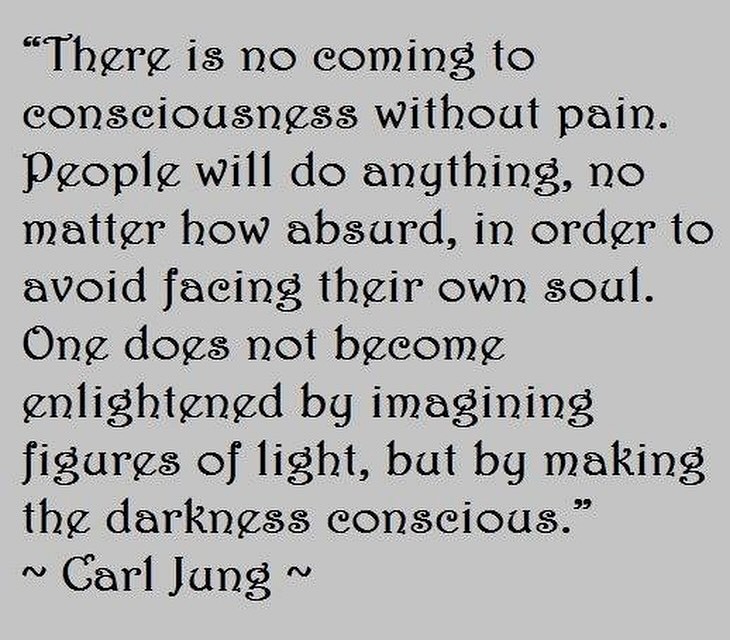 “There is no coming to
consciousness without pain.
People will do anything, no
matter how absurd, in order to
avoid facing their own soul.
One does not become
enlightened by imagining
figures of light, but by making
the darkness conscious.”
~ Carl Jung ~